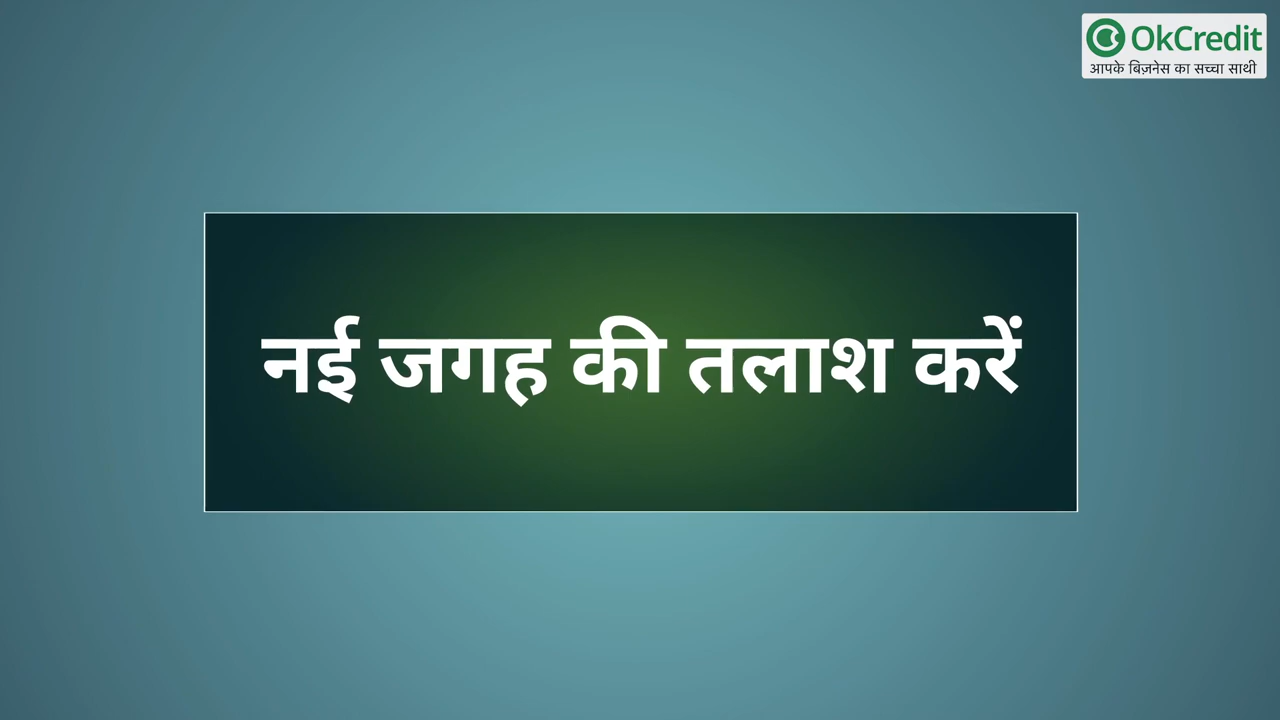 OkCredit
आपके बिज़नेस का सच्चा साथी
नई जगह की तलाश करें